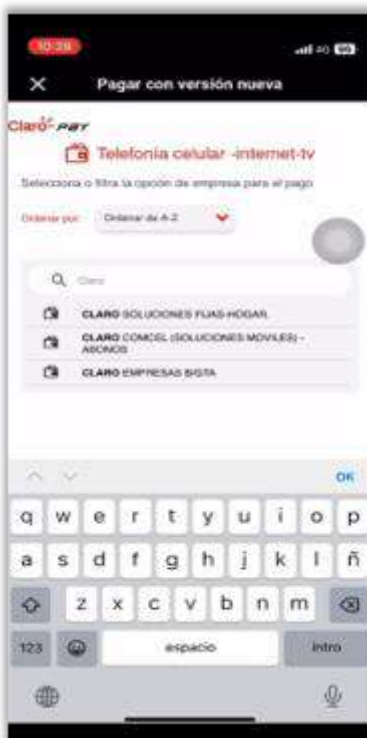 10:28
4G
Pagar con versión nueva
Claro-pay
Telefonía celular -internet-tv
Selecciona o filtra la opción de empresa para el pago
Ordenar por:
Ordenar de A-Z
Claro
CLARO SOLUCIONES FIJAS-HOGAR.
CLARO COMCEL (SOLUCIONES MOVILES) -
ABONOS
CLARO EMPRESAS
OK
q w e r t y u i o p
a s d f g h j k l ñ
z x c v b n m
123
espacio
intro